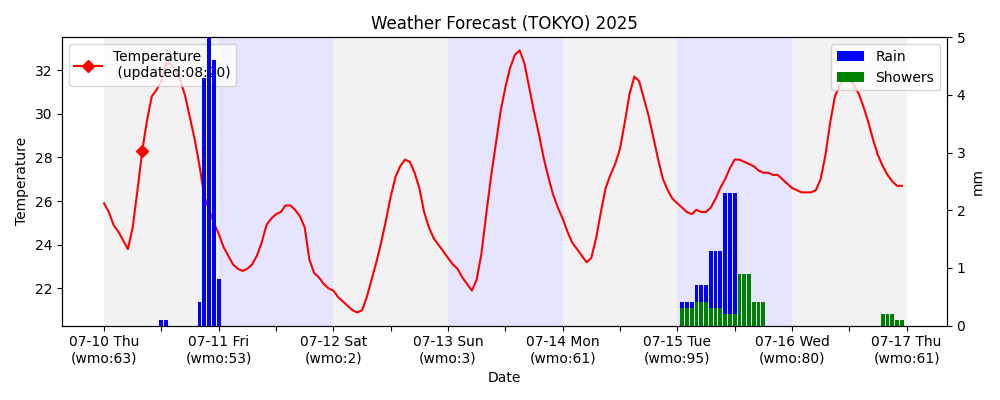 Weather Forecast (TOKYO) 2025
Temperature
(updated:08:20)
Rain
Showers
Temperature
32
30
28
26
24
22
5
4
3
2
1
0
mm
07-10 Thu 07-11 Fri 07-12 Sat 07-13 Sun 07-14 Mon 07-15 Tue 07-16 Wed 07-17 Thu
(wmo:63) (wmo:53) (wmo:2) (wmo:3) (wmo:61) (wmo:95) (wmo:80) (wmo:61)
Date